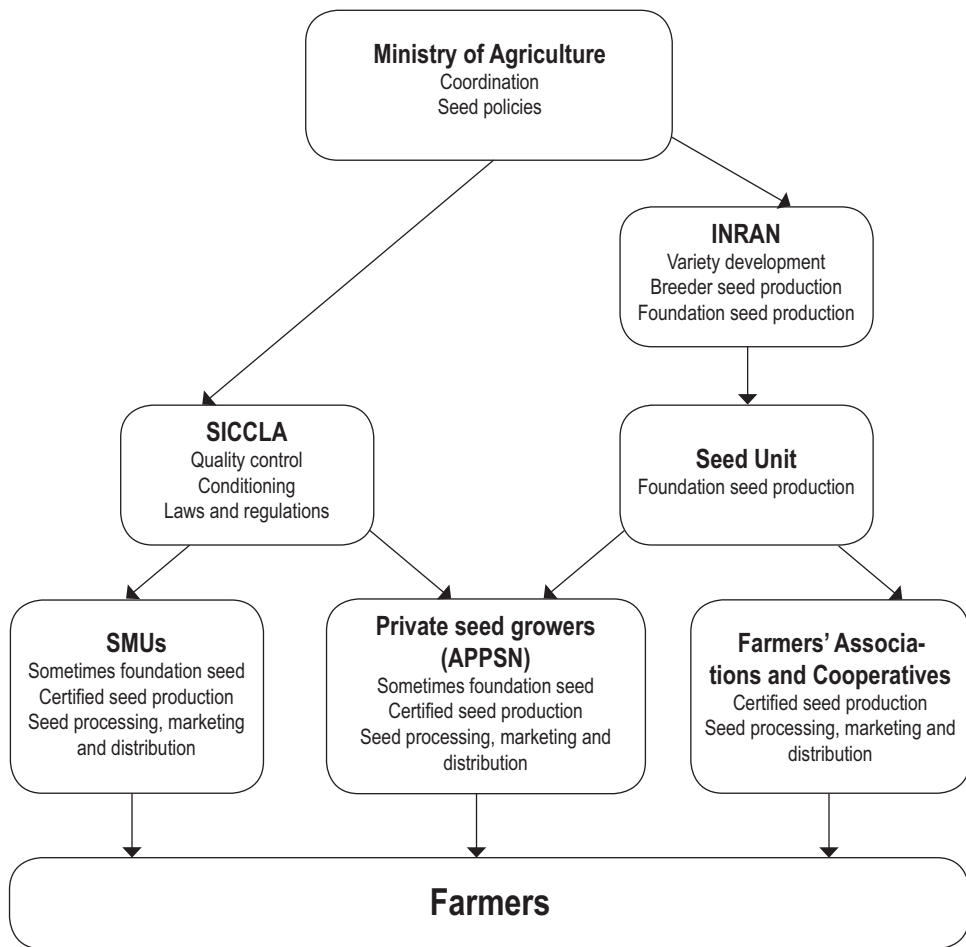 Ministry of Agriculture
Coordination
Seed policies
INRAN
Variety development
Breeder seed production
Foundation seed production
SICCLA
Quality control
Conditioning
Laws and regulations
Seed Unit
Foundation seed production
SMUs
Sometimes foundation seed
Certified seed production
Seed processing, marketing
and distribution
Private seed growers
(APPSN)
Sometimes foundation seed
Certified seed production
Seed processing, marketing and
distribution
Farmers’ Associa-
tions and Cooperatives
Certified seed production
Seed processing, marketing and
distribution
Farmers